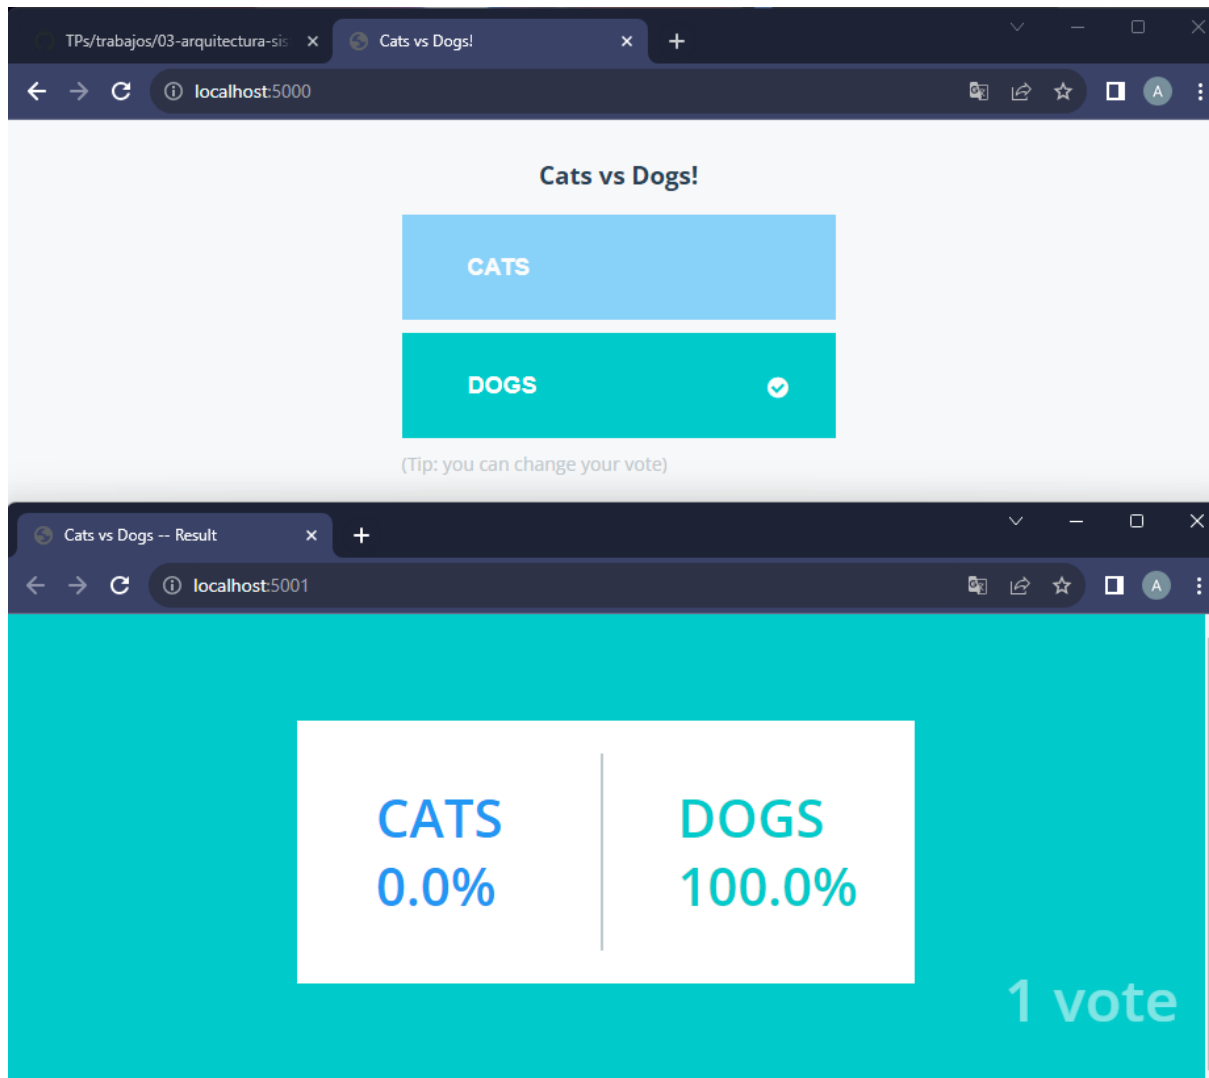 TPs/trabajos/03-arquitectura-sis
Cats vs Dogs!
localhost:5000
A
Cats vs Dogs!
CATS
DOGS
(Tip: you can change your vote)
Cats vs Dogs -- Result
localhost:5001
A
CATS
DOGS
0.0%
100.0%
1 vote